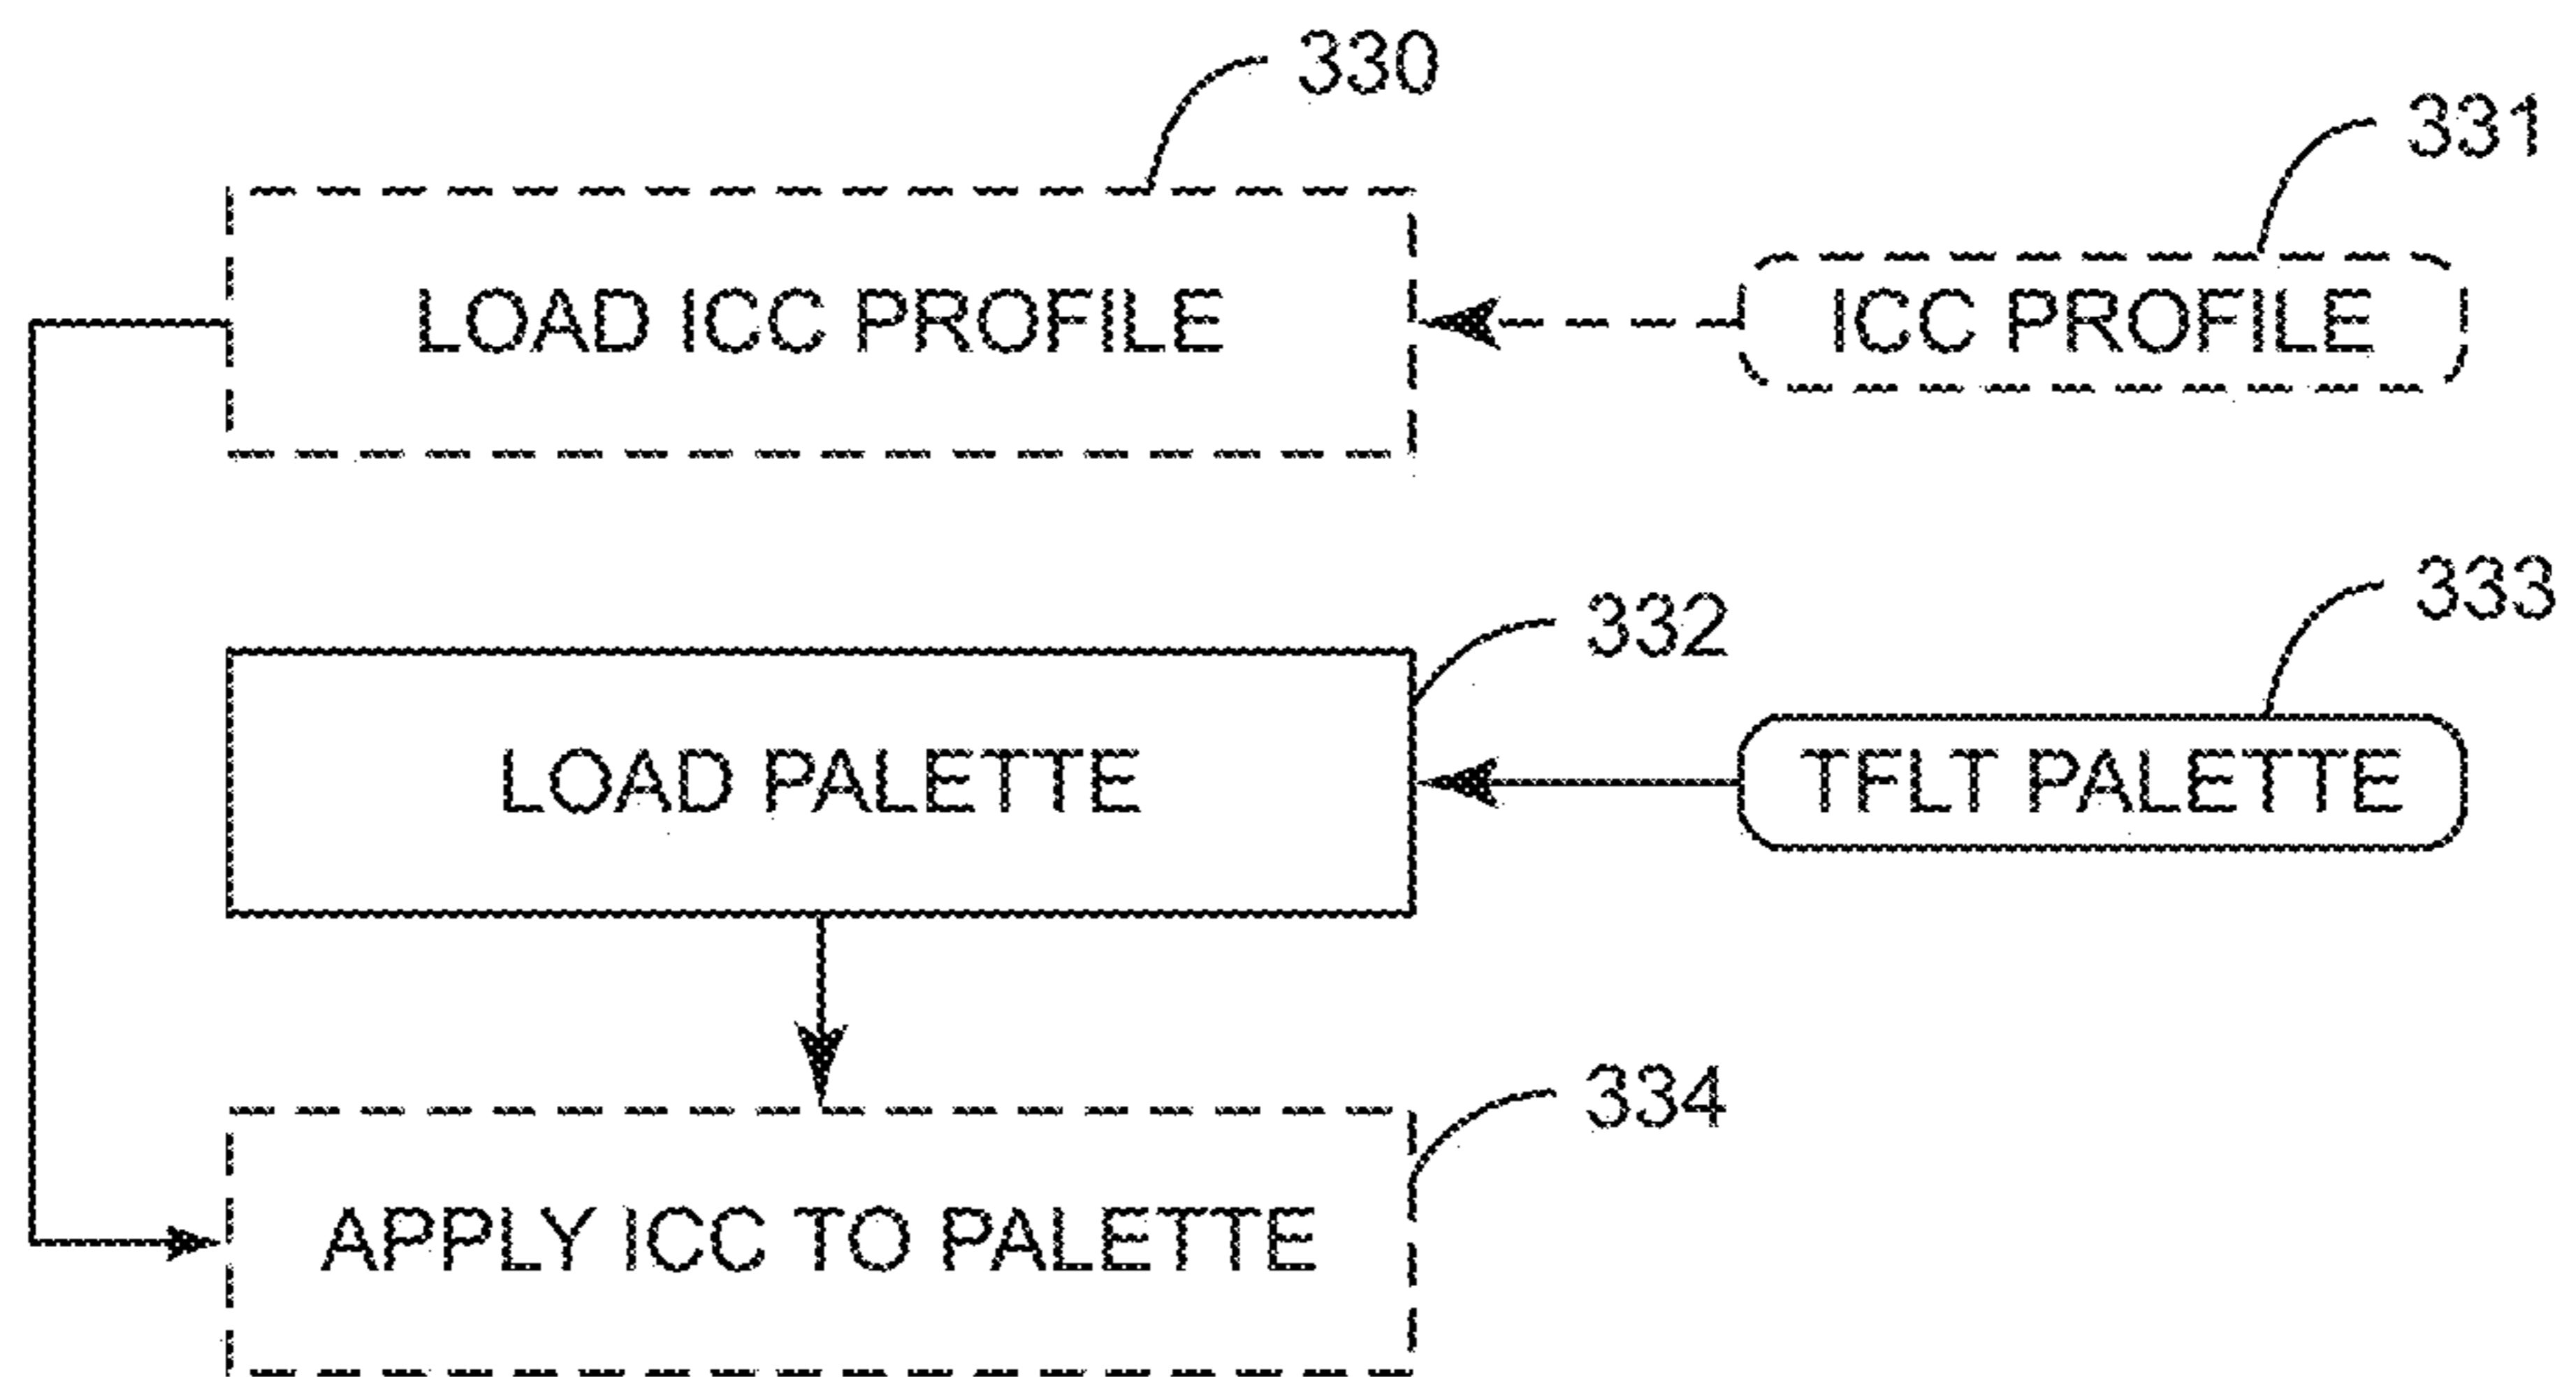 330
331
LOAD ICC PROFILE
ICC PROFILE
332
333
LOAD PALETTE
TFLT PALETTE
334
APPLY ICC TO PALETTE